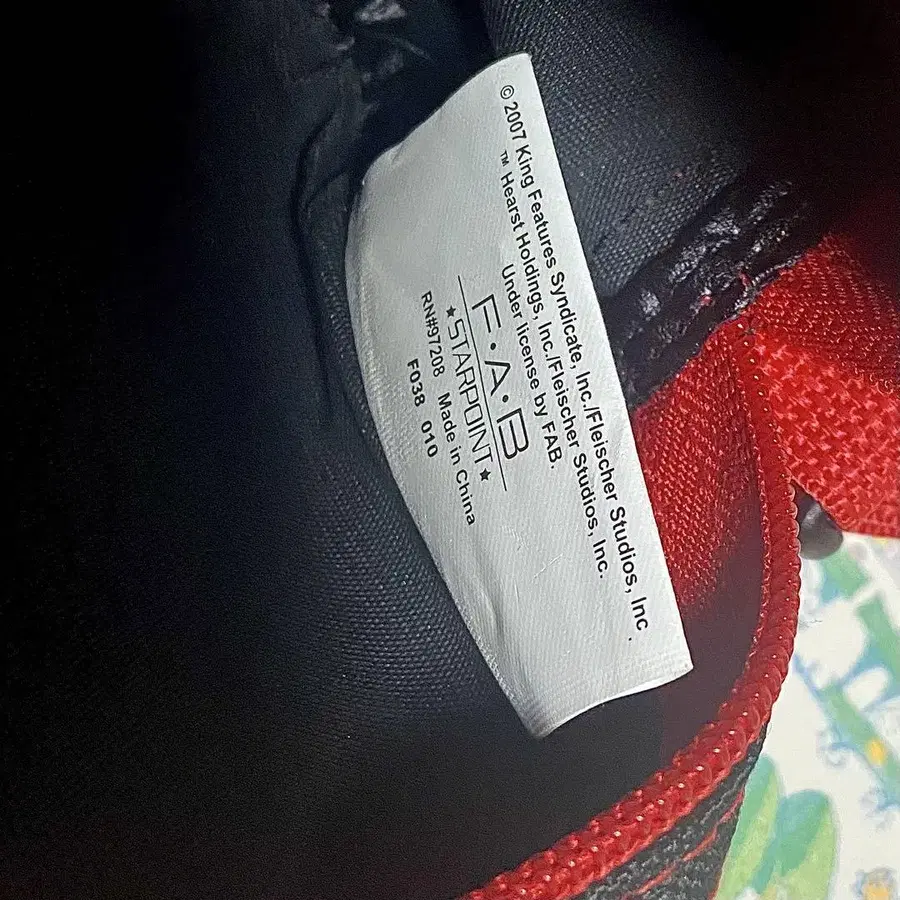 © 2007 King Features Syndicate, Inc./Fleischer Studios, Inc.
™ Hearst Holdings, Inc./Fleischer Studios, Inc.
Under license by FAB.
F•A•B
★STARPOINT★
RN#97208 Made in China
F038 010